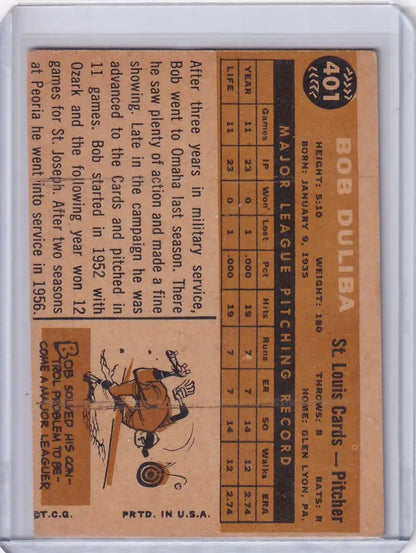 401
BOB DULIBA
St. Louis Cards — Pitcher
HEIGHT: 5:10 WEIGHT: 180 THROWS: R BATS: R
BORN: JANUARY 9, 1935 HOME: GLEN LYON, PA.
MAJOR LEAGUE PITCHING RECORD
Games IP Won Lost Pct Hits Runs ER SO Walks ERA
YEAR 11 23 0 1 .000 19 7 7 14 12 2.74
LIFE 11 23 0 1 .000 19 7 7 14 12 2.74
After three years in military service,
Bob went to Omaha last season. There
he saw plenty of action and made a fine
showing. Late in the campaign he was
advanced to the Cards and pitched in
11 games. Bob started in 1952 with
Ozark and the following year won 12
games for St. Joseph. After two seasons
at Peoria he went into service in 1956.
BOB SOLVED HIS CON-
TROL PROBLEM TO BE-
COME A MAJOR LEAGUER
©T.C.G. PRTD. IN U.S.A.